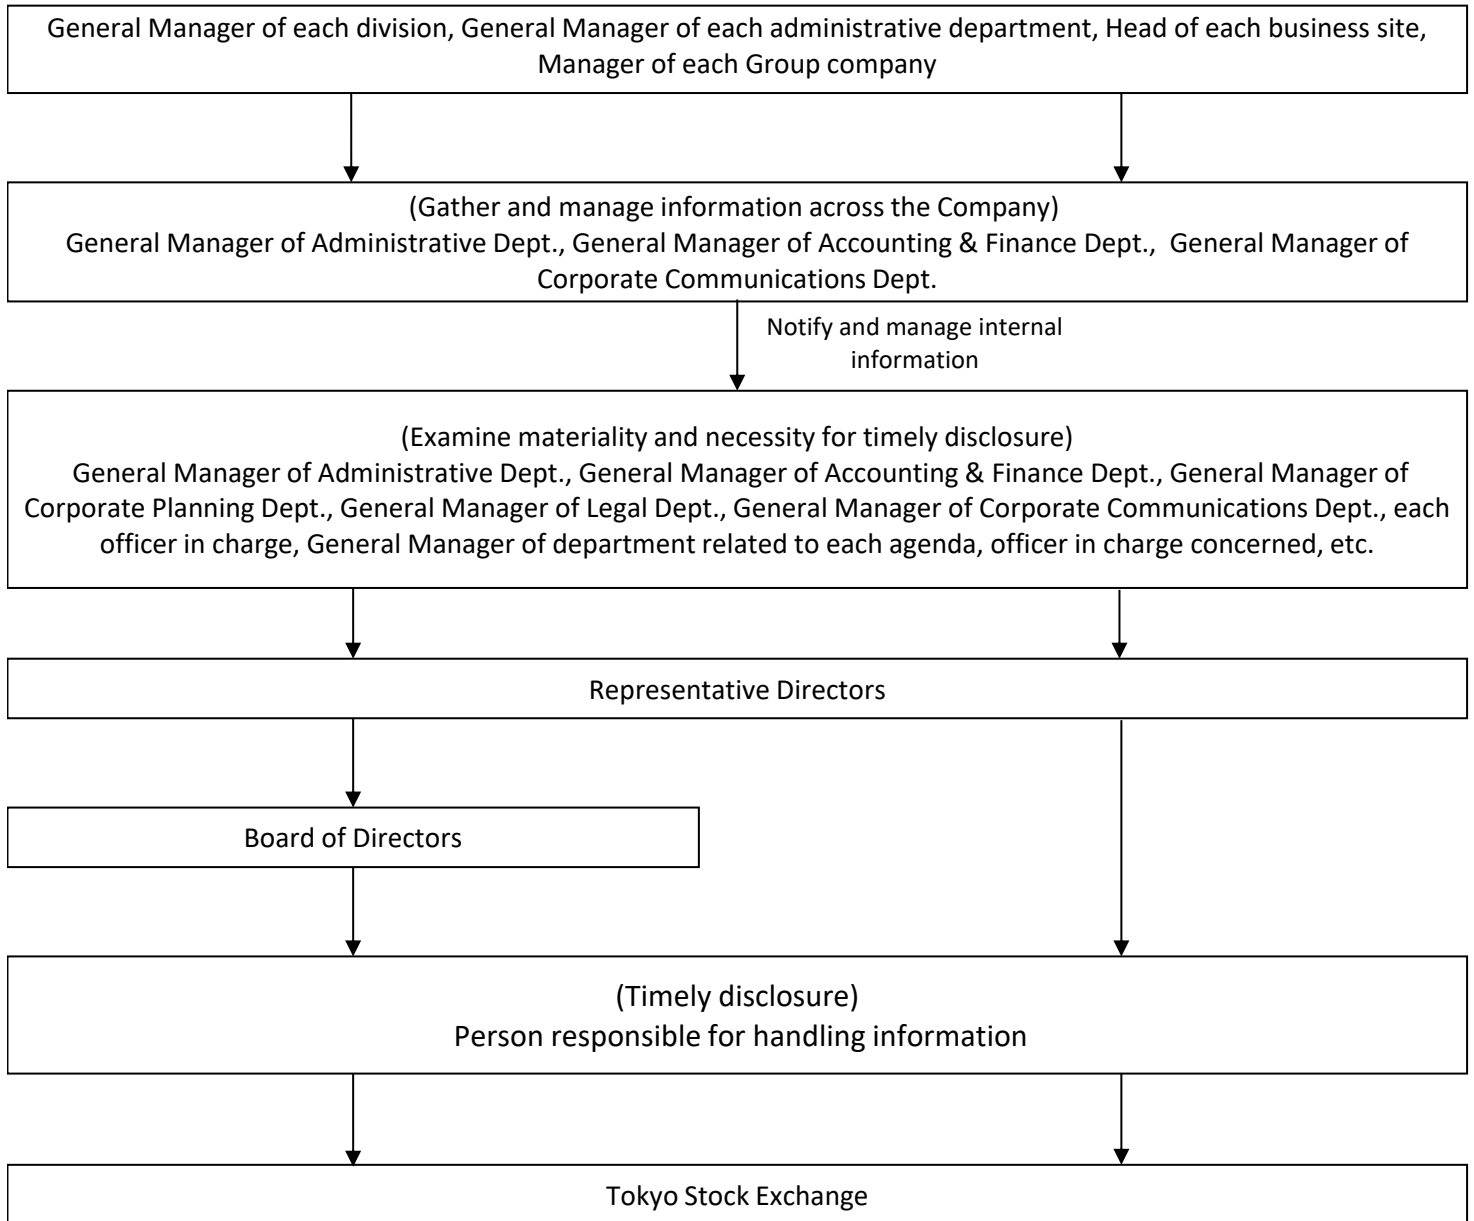 General Manager of each division, General Manager of each administrative department, Head of each business site,
Manager of each Group company
(Gather and manage information across the Company)
General Manager of Administrative Dept., General Manager of Accounting & Finance Dept.,  General Manager of
Corporate Communications Dept.
Notify and manage internal
information
(Examine materiality and necessity for timely disclosure)
General Manager of Administrative Dept., General Manager of Accounting & Finance Dept., General Manager of
Corporate Planning Dept., General Manager of Legal Dept., General Manager of Corporate Communications Dept., each
officer in charge, General Manager of department related to each agenda, officer in charge concerned, etc.
Representative Directors
Board of Directors
(Timely disclosure)
Person responsible for handling information
Tokyo Stock Exchange